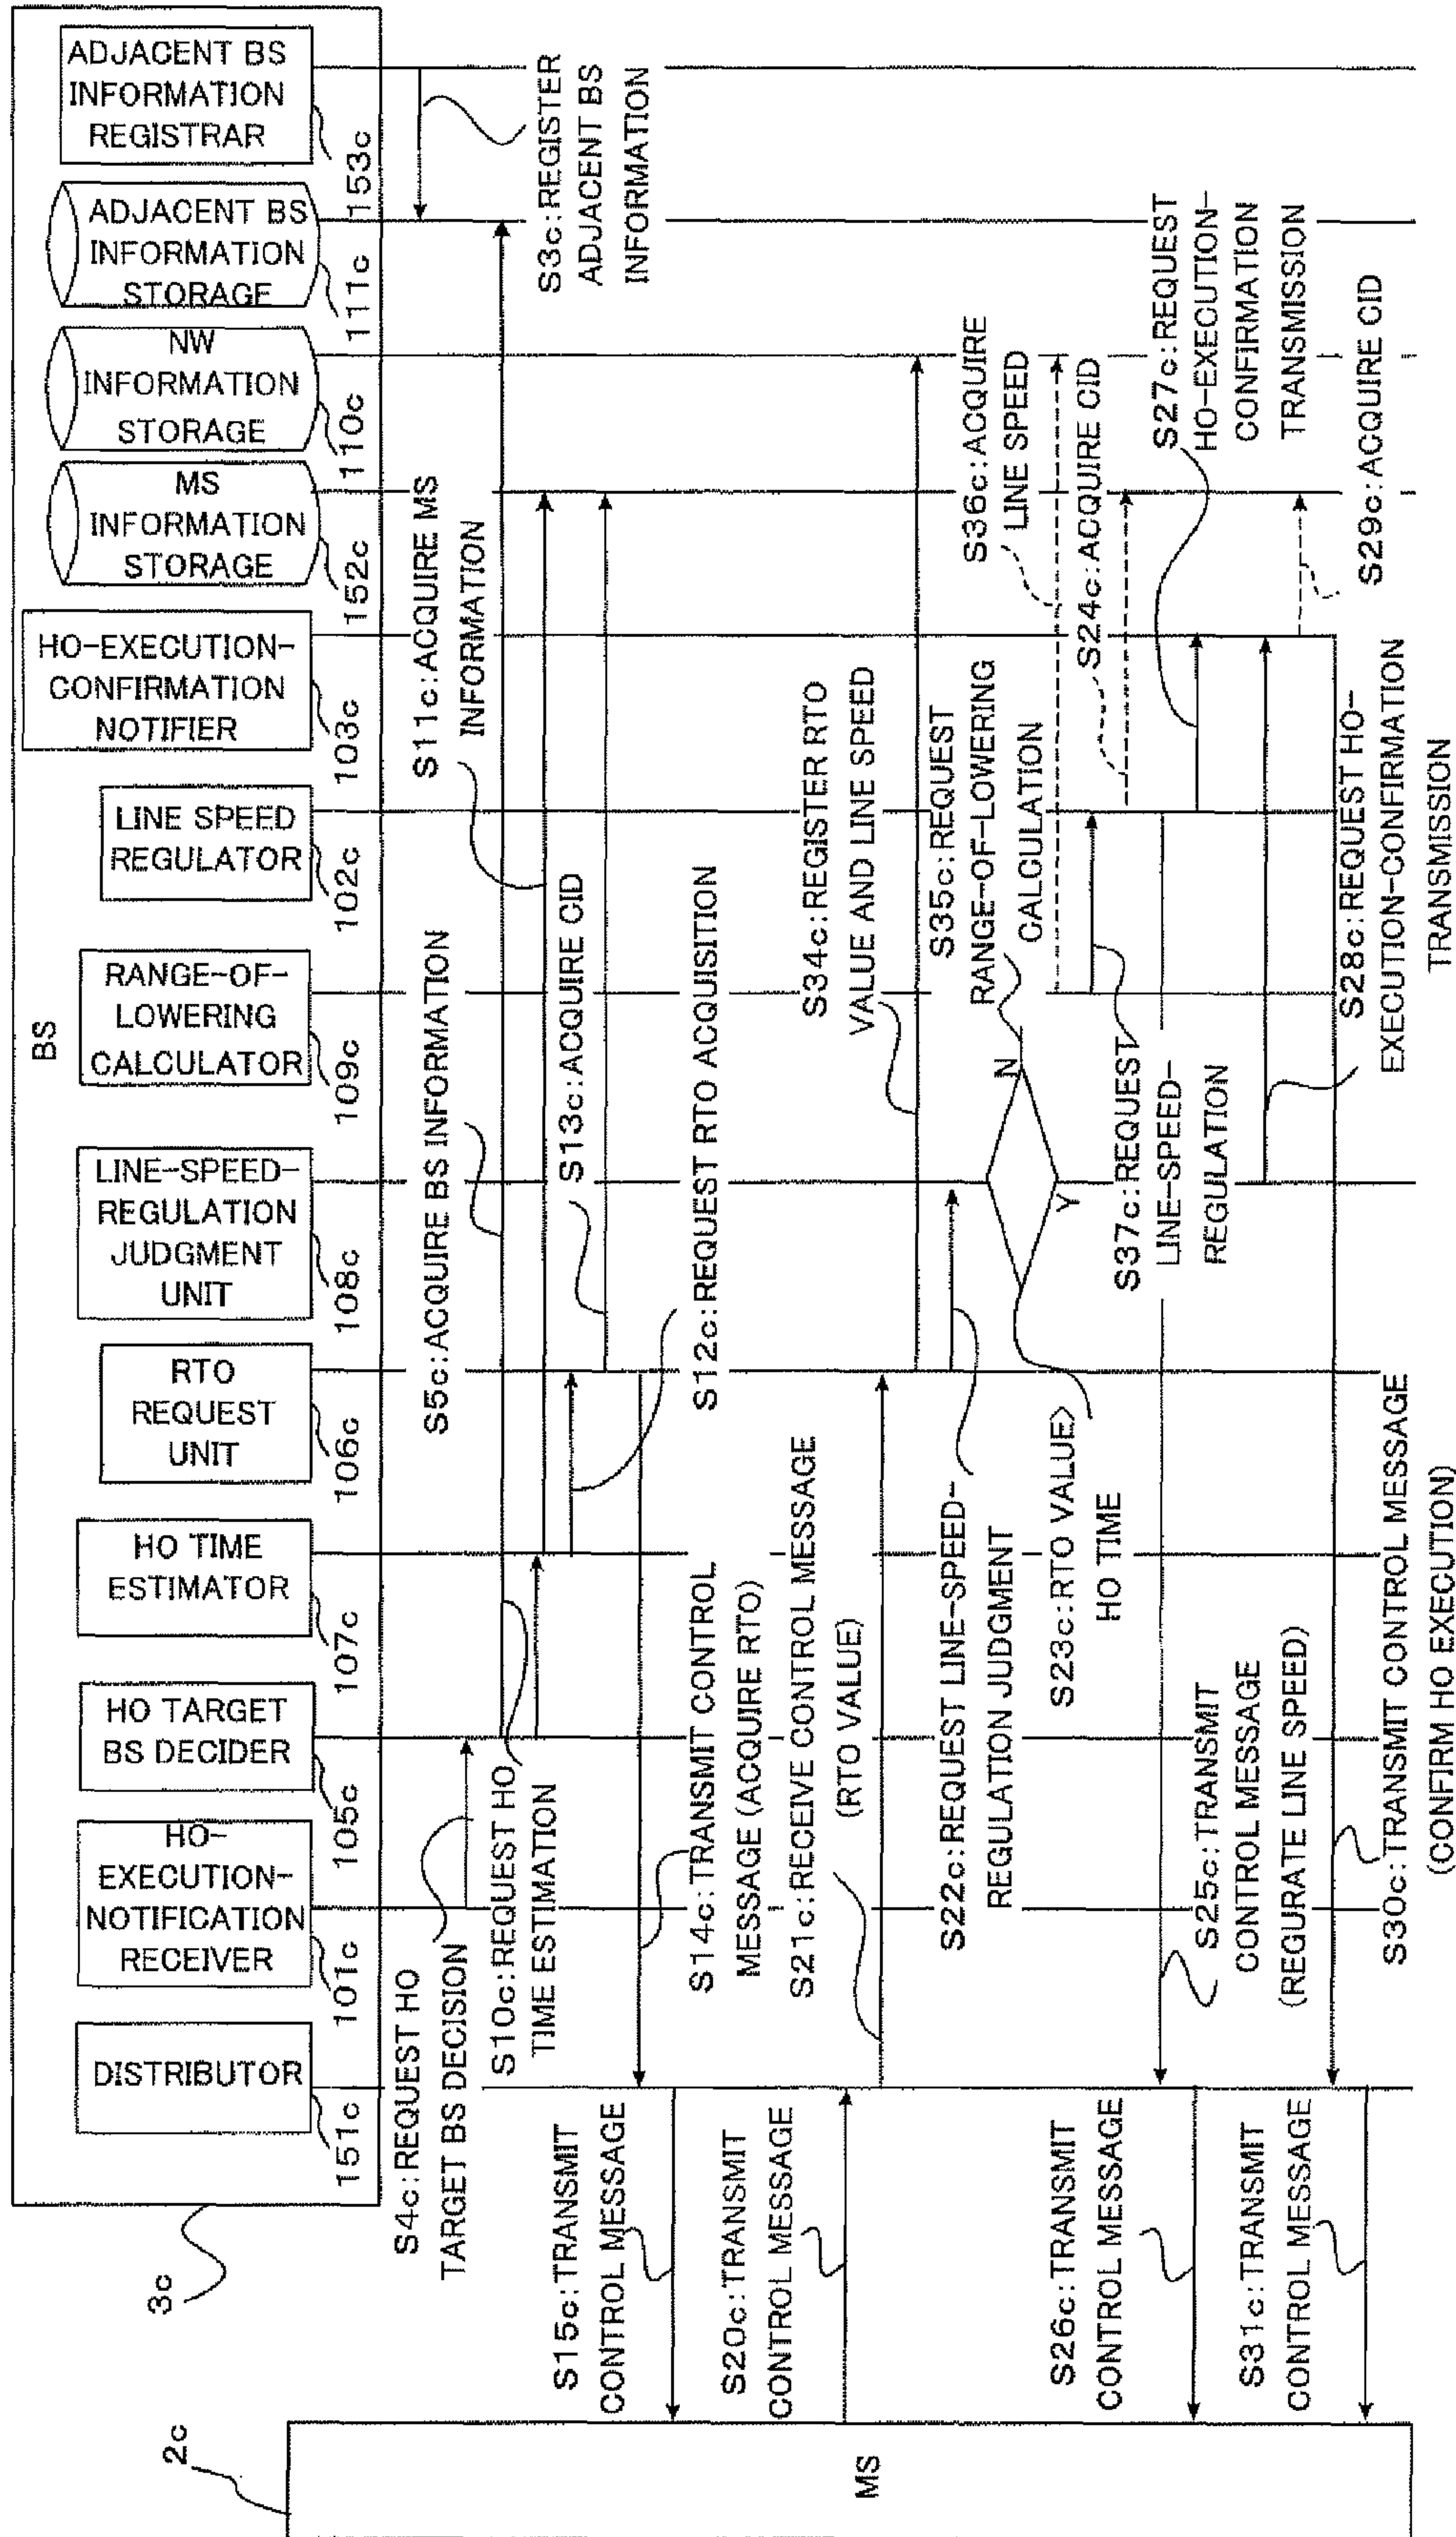 BS
3c
2c
MS
DISTRIBUTOR
151c
HO-
EXECUTION-
NOTIFICATION
RECEIVER
101c
HO TARGET
BS DECIDER
105c
HO TIME
ESTIMATOR
107c
RTO
REQUEST
UNIT
106c
LINE-SPEED-
REGULATION
JUDGMENT
UNIT
108c
RANGE-OF-
LOWERING
CALCULATOR
109c
LINE SPEED
REGULATOR
102c
HO-EXECUTION-
CONFIRMATION
NOTIFIER
103c
MS
INFORMATION
STORAGE
152c
NW
INFORMATION
STORAGE
110c
ADJACENT BS
INFORMATION
STORAGE
111c
ADJACENT BS
INFORMATION
REGISTRAR
153c
S3c:REGISTER
ADJACENT BS
INFORMATION
S4c:REQUEST HO
TARGET BS DECISION
S5c:ACQUIRE BS INFORMATION
S10c:REQUEST HO
TIME ESTIMATION
S11c:ACQUIRE MS
INFORMATION
S12c:REQUEST RTO ACQUISITION
S13c:ACQUIRE CID
S14c:TRANSMIT CONTROL
MESSAGE (ACQUIRE RTO)
S15c:TRANSMIT
CONTROL MESSAGE
S20c:TRANSMIT
CONTROL MESSAGE
S21c:RECEIVE CONTROL MESSAGE
(RTO VALUE)
S34c:REGISTER RTO
VALUE AND LINE SPEED
S22c:REQUEST LINE-SPEED-
REGULATION JUDGMENT
S23c:RTO VALUE>
HO TIME
N
Y
S35c:REQUEST
RANGE-OF-LOWERING
CALCULATION
S36c:ACQUIRE
LINE SPEED
S37c:REQUEST
LINE-SPEED-
REGULATION
S24c:ACQUIRE CID
S25c:TRANSMIT
CONTROL MESSAGE
(REGURATE LINE SPEED)
S26c:TRANSMIT
CONTROL MESSAGE
S27c:REQUEST
HO-EXECUTION-
CONFIRMATION
TRANSMISSION
S28c:REQUEST HO-
EXECUTION-CONFIRMATION
TRANSMISSION
S29c:ACQUIRE CID
S30c:TRANSMIT CONTROL MESSAGE
(CONFIRM HO EXECUTION)
S31c:TRANSMIT
CONTROL MESSAGE